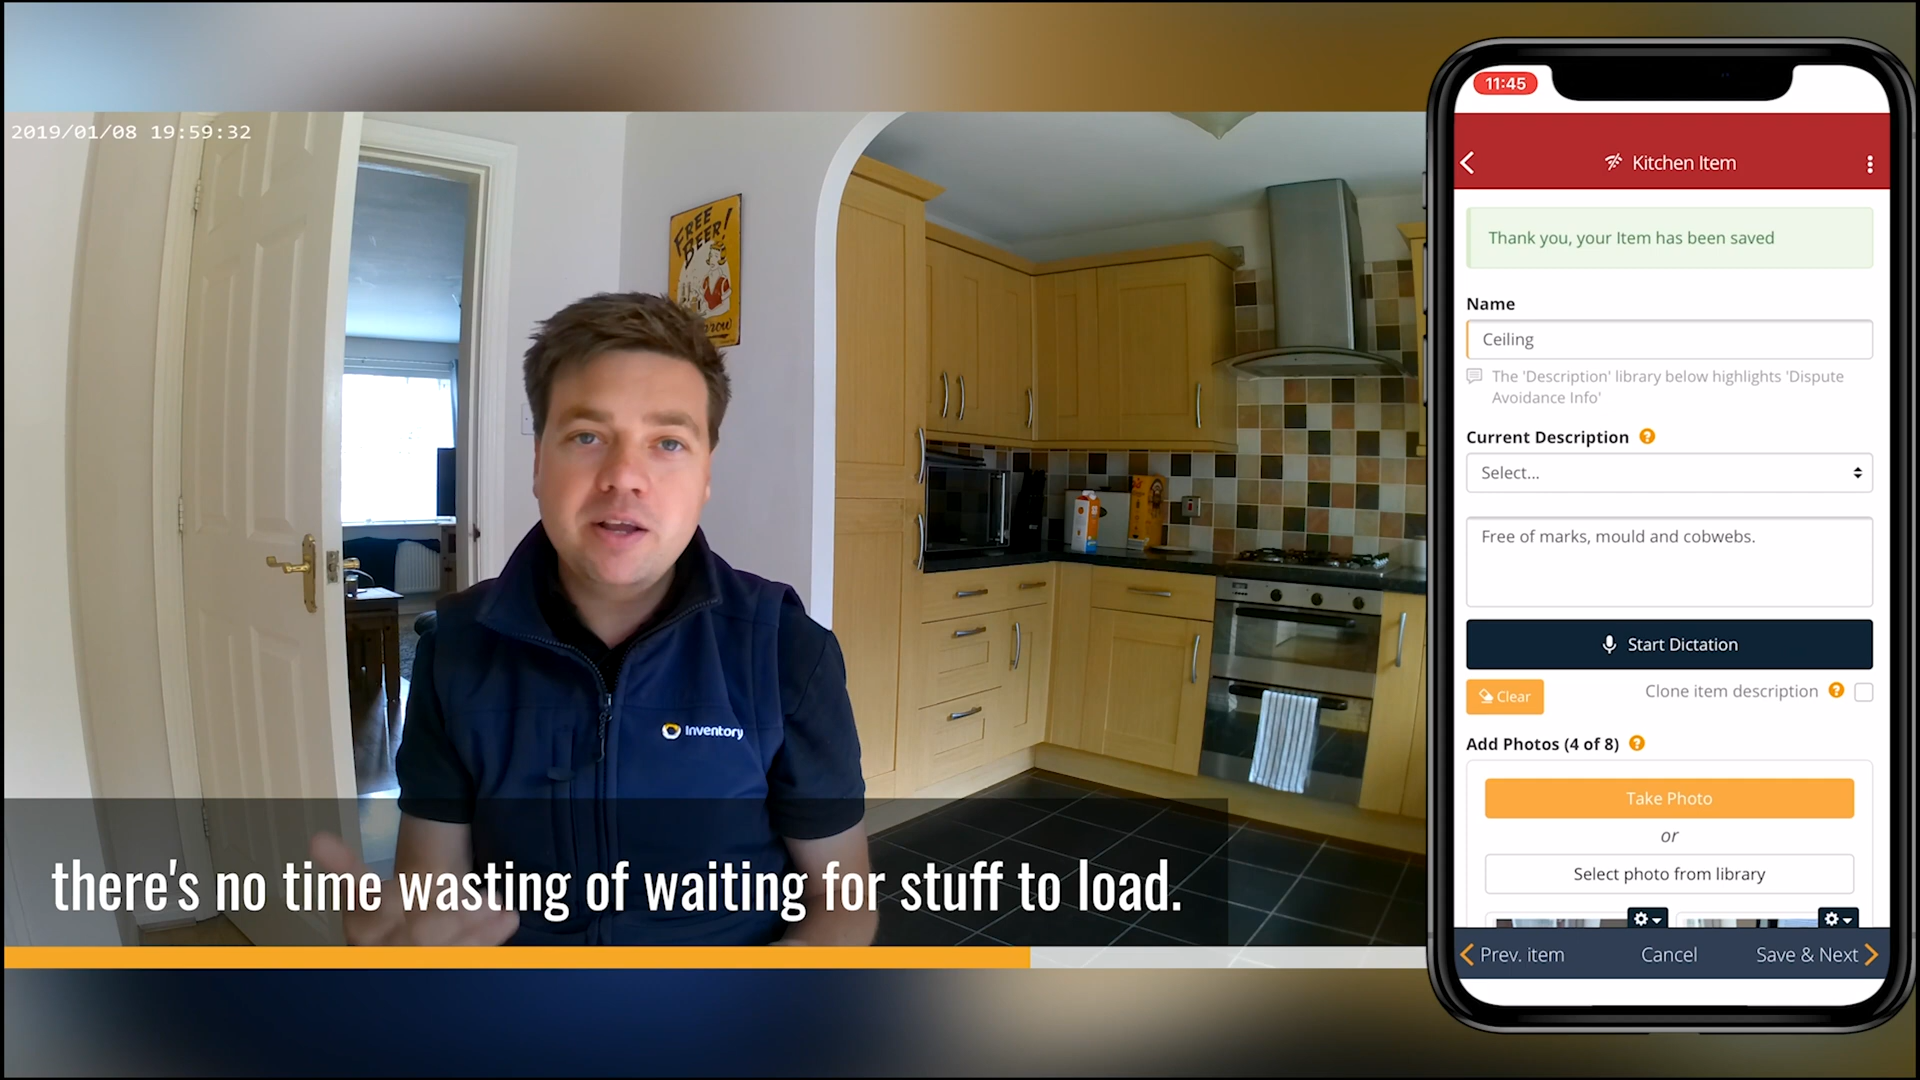 2019/01/08 19:59:32
FREE
BEER!
Inventory
there's no time wasting of waiting for stuff to load.
11:45
Kitchen Item
Thank you, your Item has been saved
Name
Ceiling
The 'Description' library below highlights 'Dispute
Avoidance Info'
Current Description ?
Select...
Free of marks, mould and cobwebs.
Start Dictation
Clear
Clone item description ?
Add Photos (4 of 8) ?
Take Photo
or
Select photo from library
Prev. item
Cancel
Save & Next